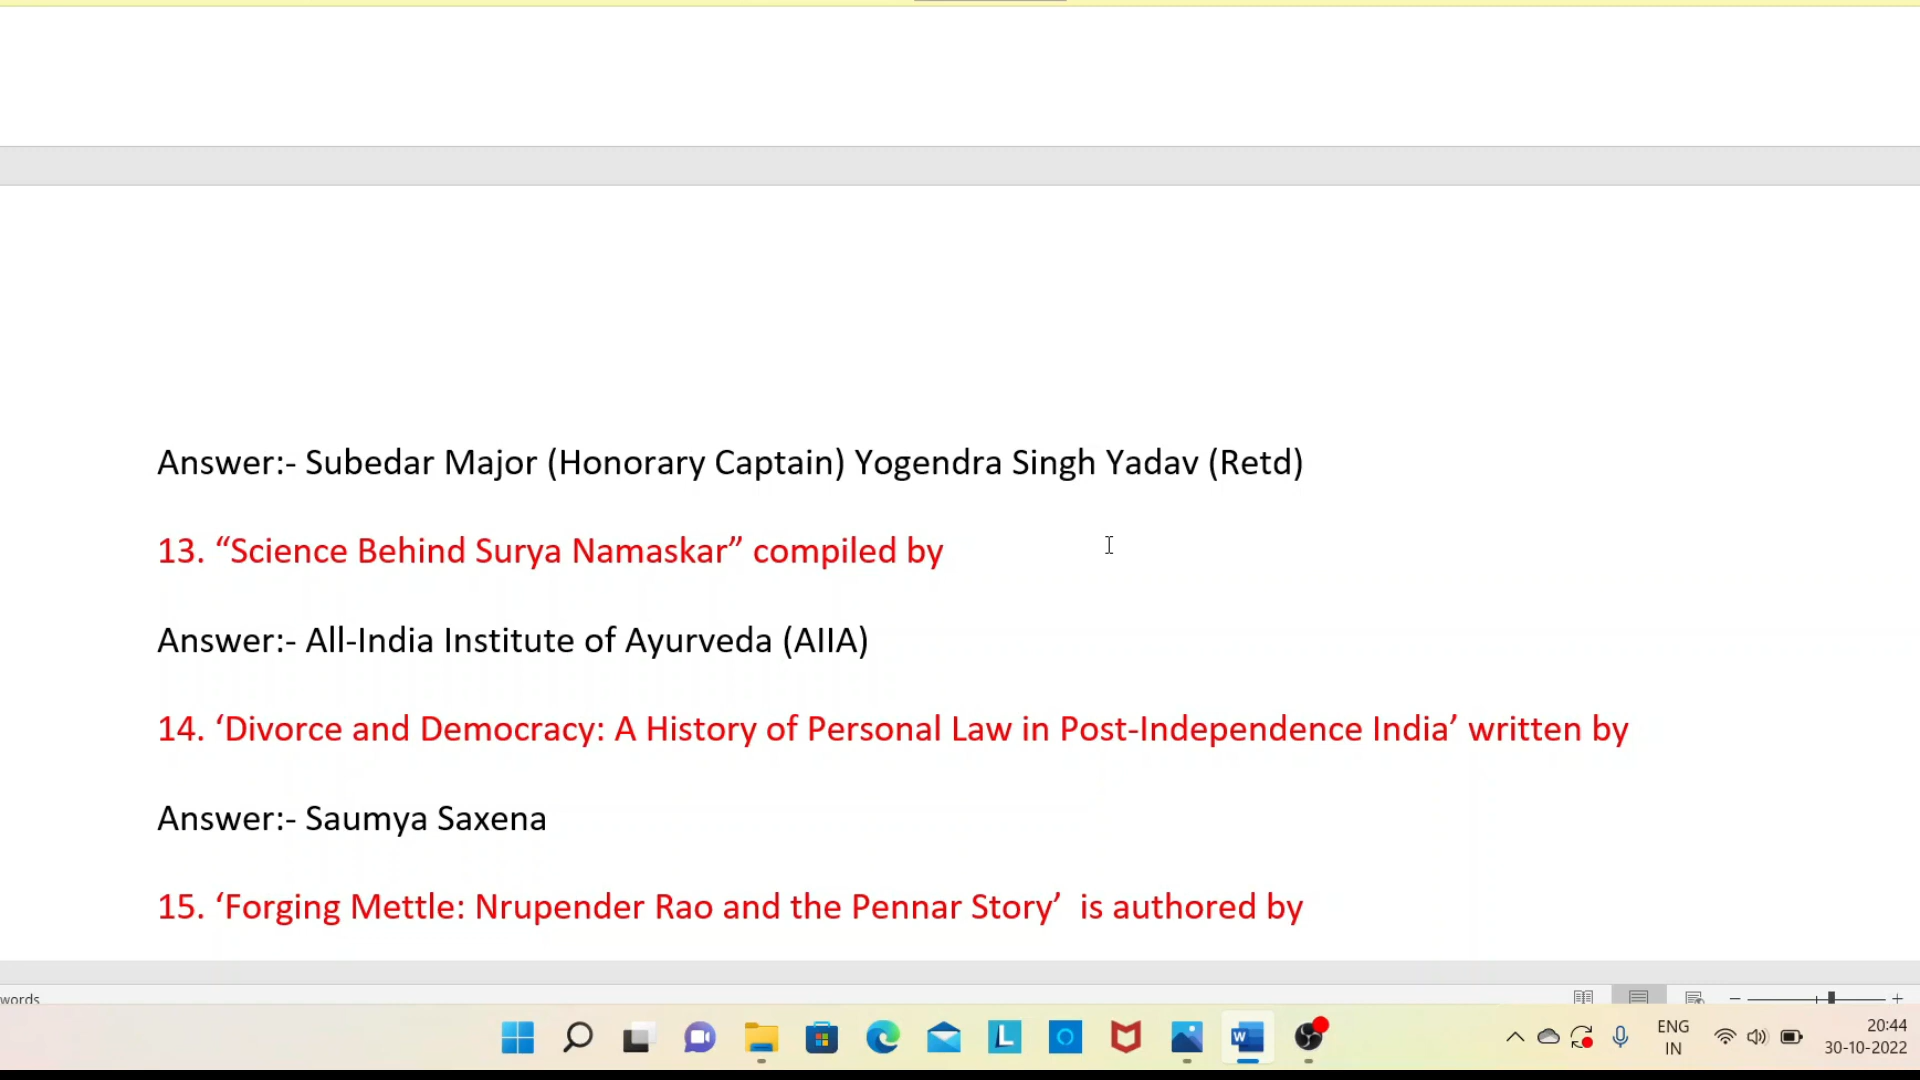 Answer:- Subedar Major (Honorary Captain) Yogendra Singh Yadav (Retd)
13. “Science Behind Surya Namaskar” compiled by
Answer:- All-India Institute of Ayurveda (AIIA)
14. ‘Divorce and Democracy: A History of Personal Law in Post-Independence India’ written by
Answer:- Saumya Saxena
15. ‘Forging Mettle: Nrupender Rao and the Pennar Story’  is authored by
words
ENG
IN
20:44
30-10-2022